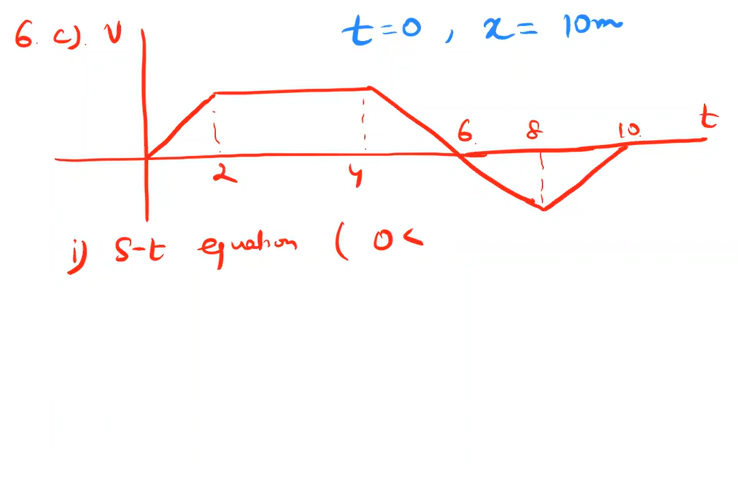 6. c). V
t=0 , x= 10m
6 8 10 t
2 4
i) S-t equation ( 0<